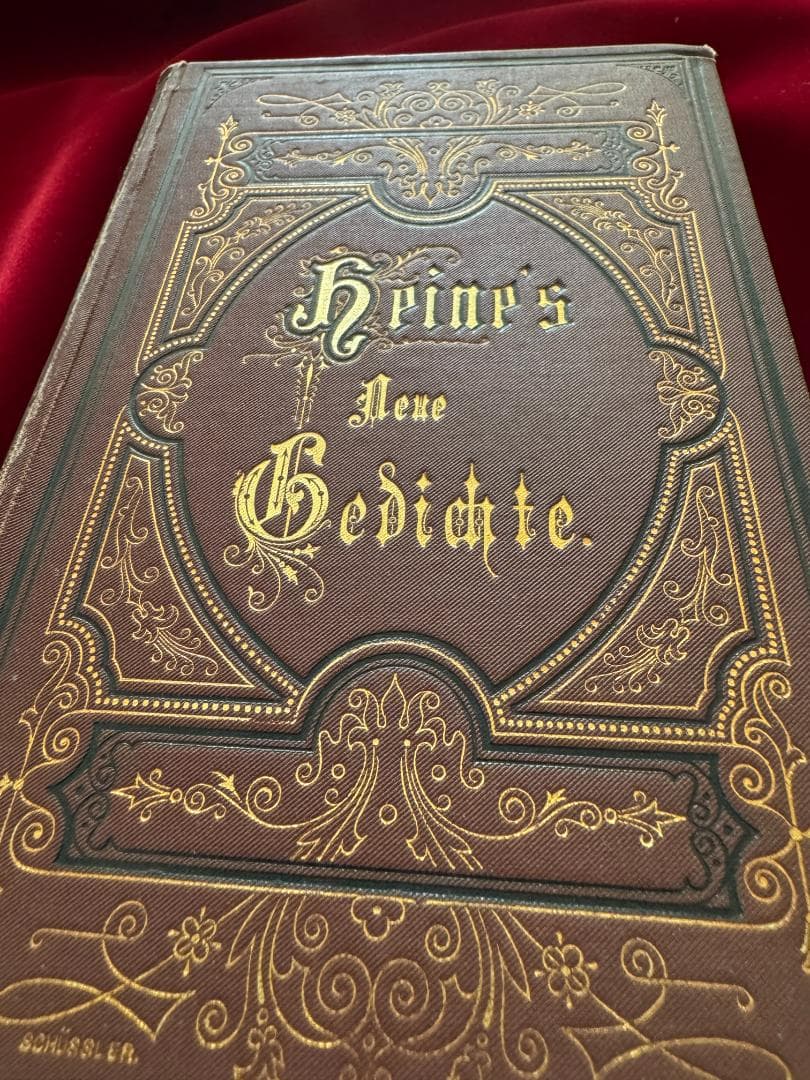 Heine's
Neue
Gedichte.
SCHÜSSLER.